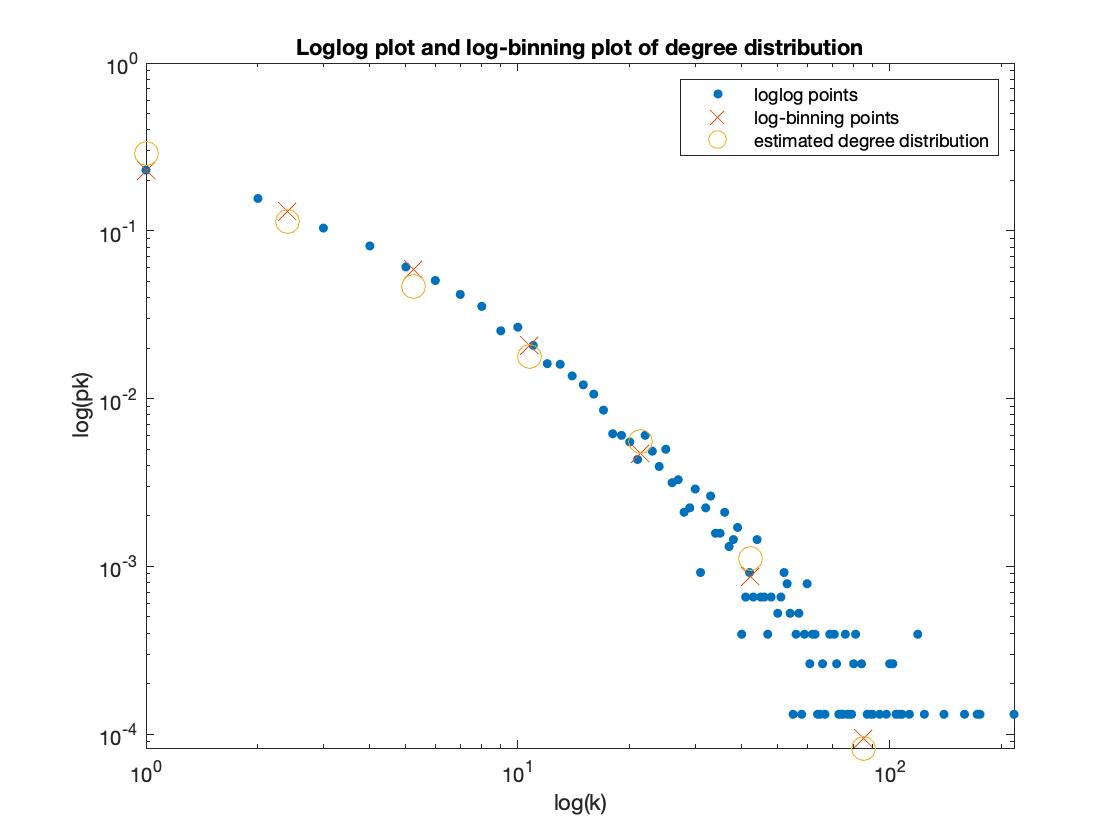 Loglog plot and log-binning plot of degree distribution
10^0
loglog points
log-binning points
estimated degree distribution
10^-1
log(pk)
10^-2
10^-3
10^-4
10^0
10^1
10^2
log(k)